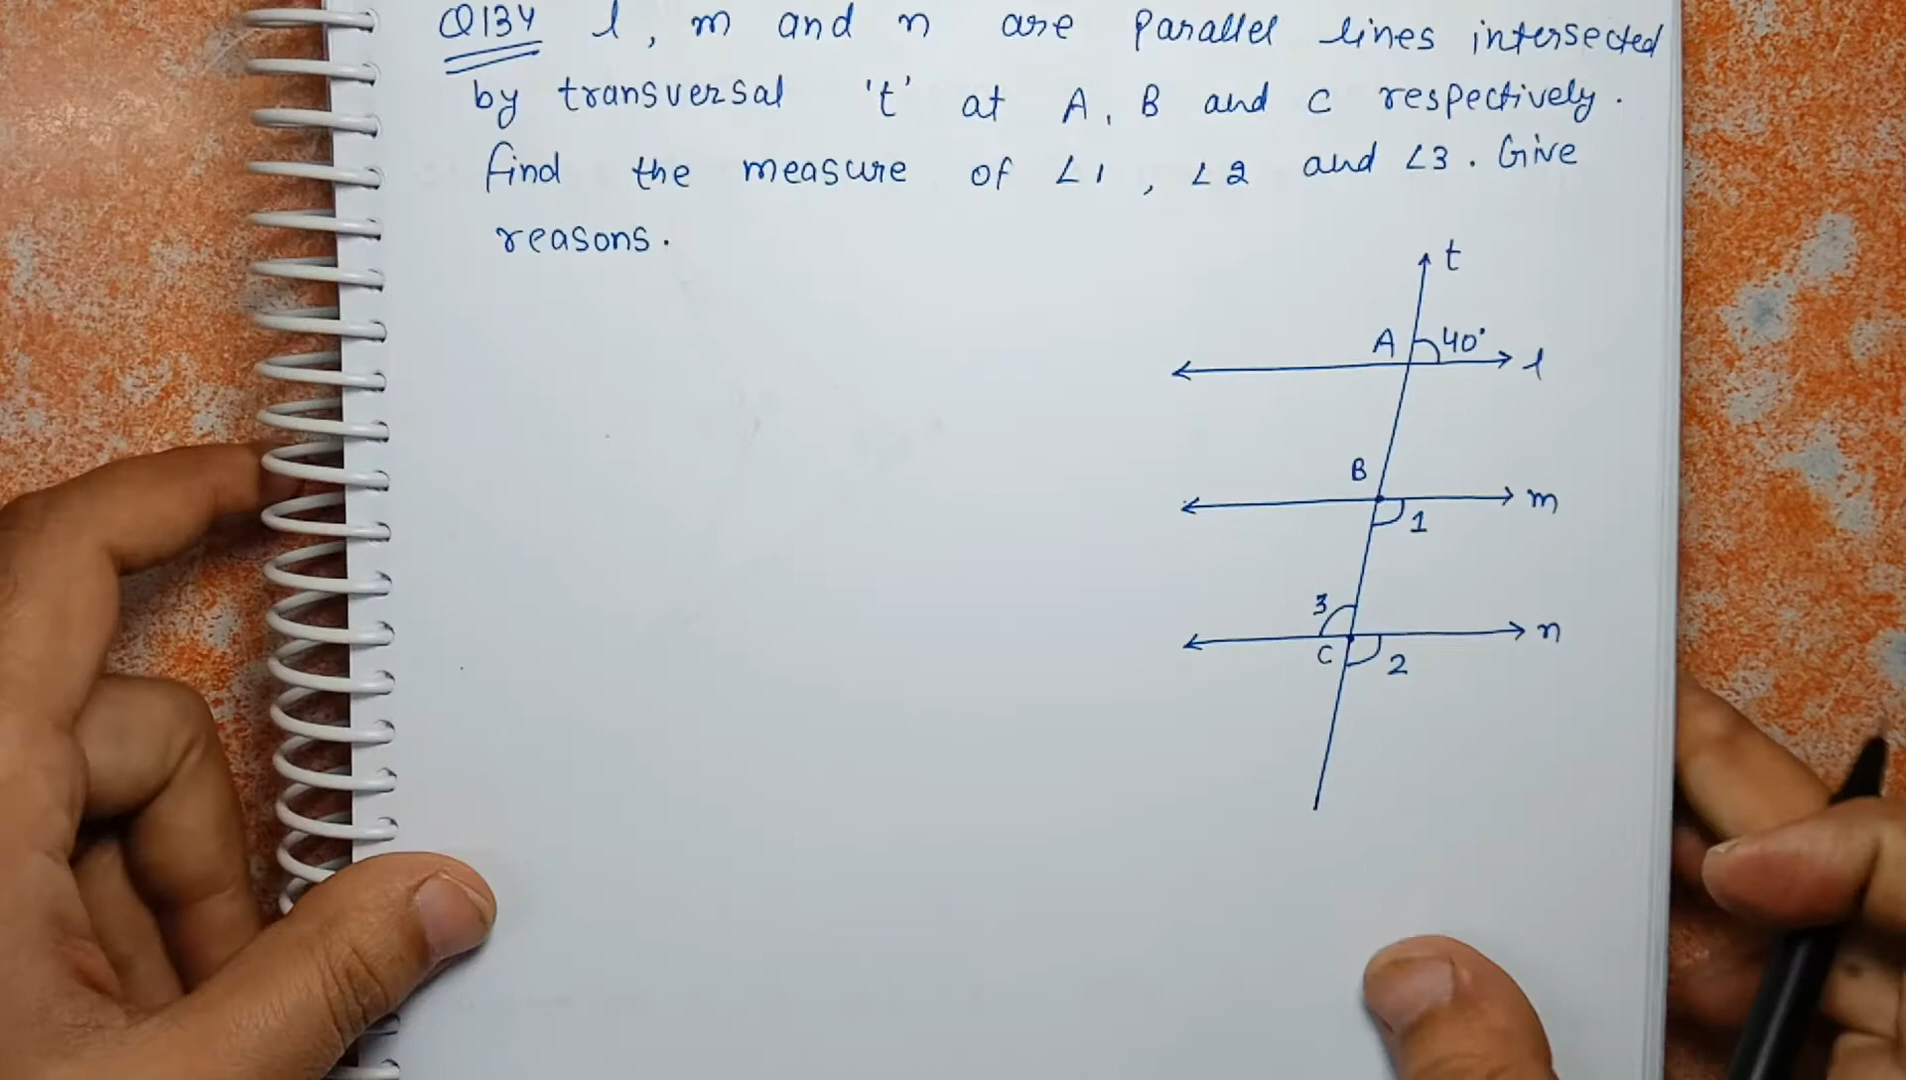 Q134 l, m and n are parallel lines intersected
by transversal 't' at A, B and C respectively.
find the measure of ∠1, ∠2 and ∠3. Give
reasons.
t
A 40°
l
B
m
1
3
n
C
2